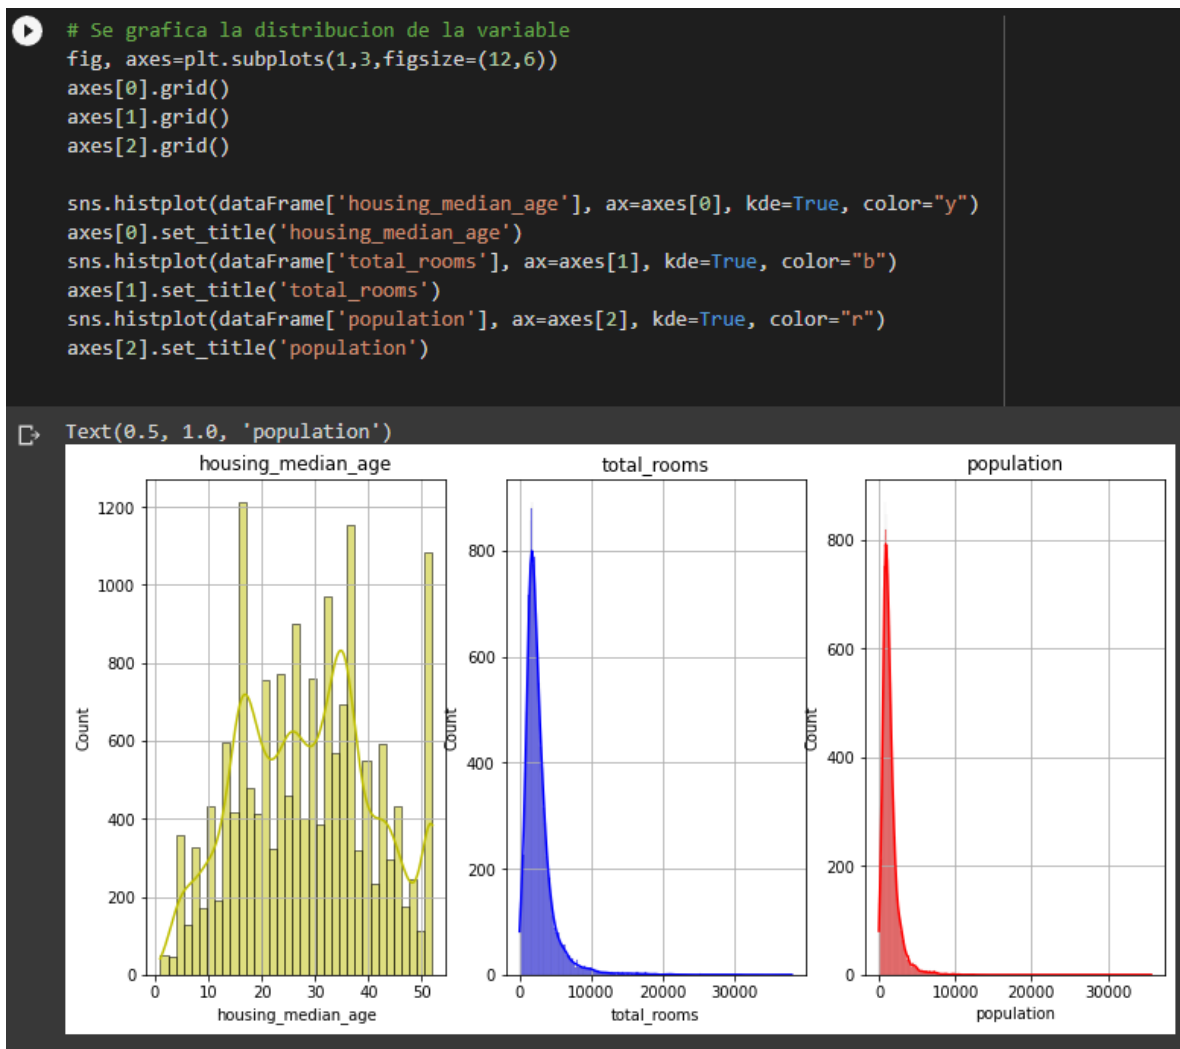 # Se grafica la distribucion de la variable
fig, axes=plt.subplots(1,3,figsize=(12,6))
axes[0].grid()
axes[1].grid()
axes[2].grid()
sns.histplot(dataFrame['housing_median_age'], ax=axes[0], kde=True, color="y")
axes[0].set_title('housing_median_age')
sns.histplot(dataFrame['total_rooms'], ax=axes[1], kde=True, color="b")
axes[1].set_title('total_rooms')
sns.histplot(dataFrame['population'], ax=axes[2], kde=True, color="r")
axes[2].set_title('population')
Text(0.5, 1.0, 'population')
housing_median_age
1200
1000
800
600
400
200
0
Count
0 10 20 30 40 50
housing_median_age
total_rooms
800
600
400
200
0
Count
0 10000 20000 30000
total_rooms
population
800
600
400
200
0
Count
0 10000 20000 30000
population